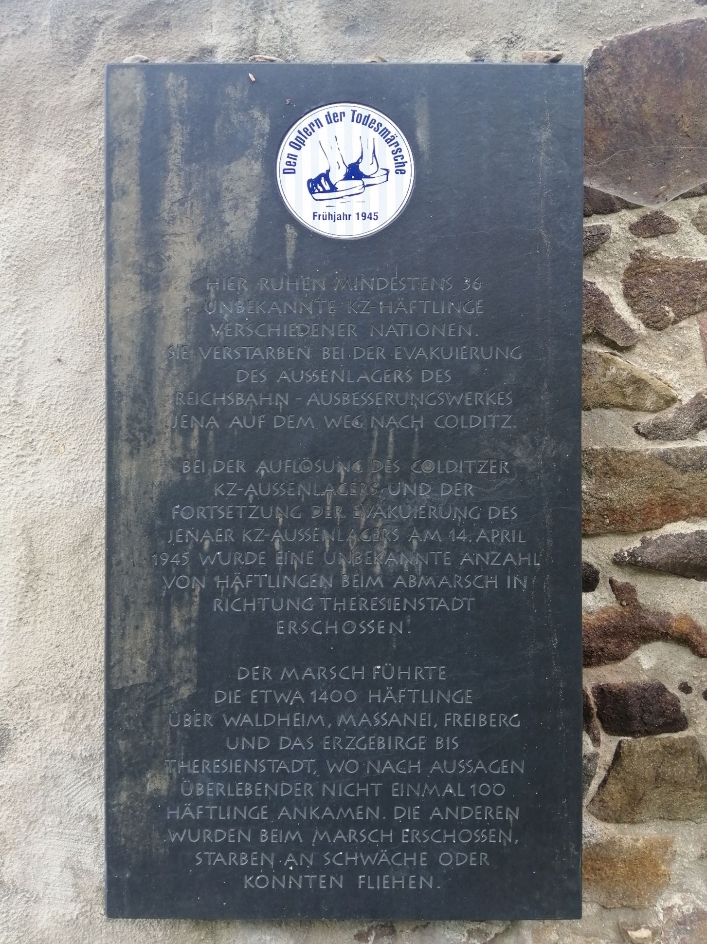 Den Opfern der Todesmärsche
Frühjahr 1945
HIER RUHEN MINDESTENS 36
UNBEKANNTE KZ-HÄFTLINGE
VERSCHIEDENER NATIONEN.
SIE VERSTARBEN BEI DER EVAKUIERUNG
DES AUSSENLAGERS DES
REICHSBAHN-AUSBESSERUNGSWERKES
JENA AUF DEM WEG NACH COLDITZ.
BEI DER AUFLÖSUNG DES COLDITZER
KZ-AUSSENLAGERS UND DER
FORTSETZUNG DER EVAKUIERUNG DES
JENAER KZ-AUSSENLAGERS AM 14. APRIL
1945 WURDE EINE UNBEKANNTE ANZAHL
VON HÄFTLINGEN BEIM ABMARSCH IN
RICHTUNG THERESIENSTADT
ERSCHOSSEN.
DER MARSCH FÜHRTE
DIE ETWA 1400 HÄFTLINGE
ÜBER WALDHEIM, MASSANEI, FREIBERG
UND DAS ERZGEBIRGE BIS
THERESIENSTADT, WO NACH AUSSAGEN
ÜBERLEBENDER NICHT EINMAL 100
HÄFTLINGE ANKAMEN. DIE ANDEREN
WURDEN BEIM MARSCH ERSCHOSSEN,
STARBEN AN SCHWÄCHE ODER
KONNTEN FLIEHEN.